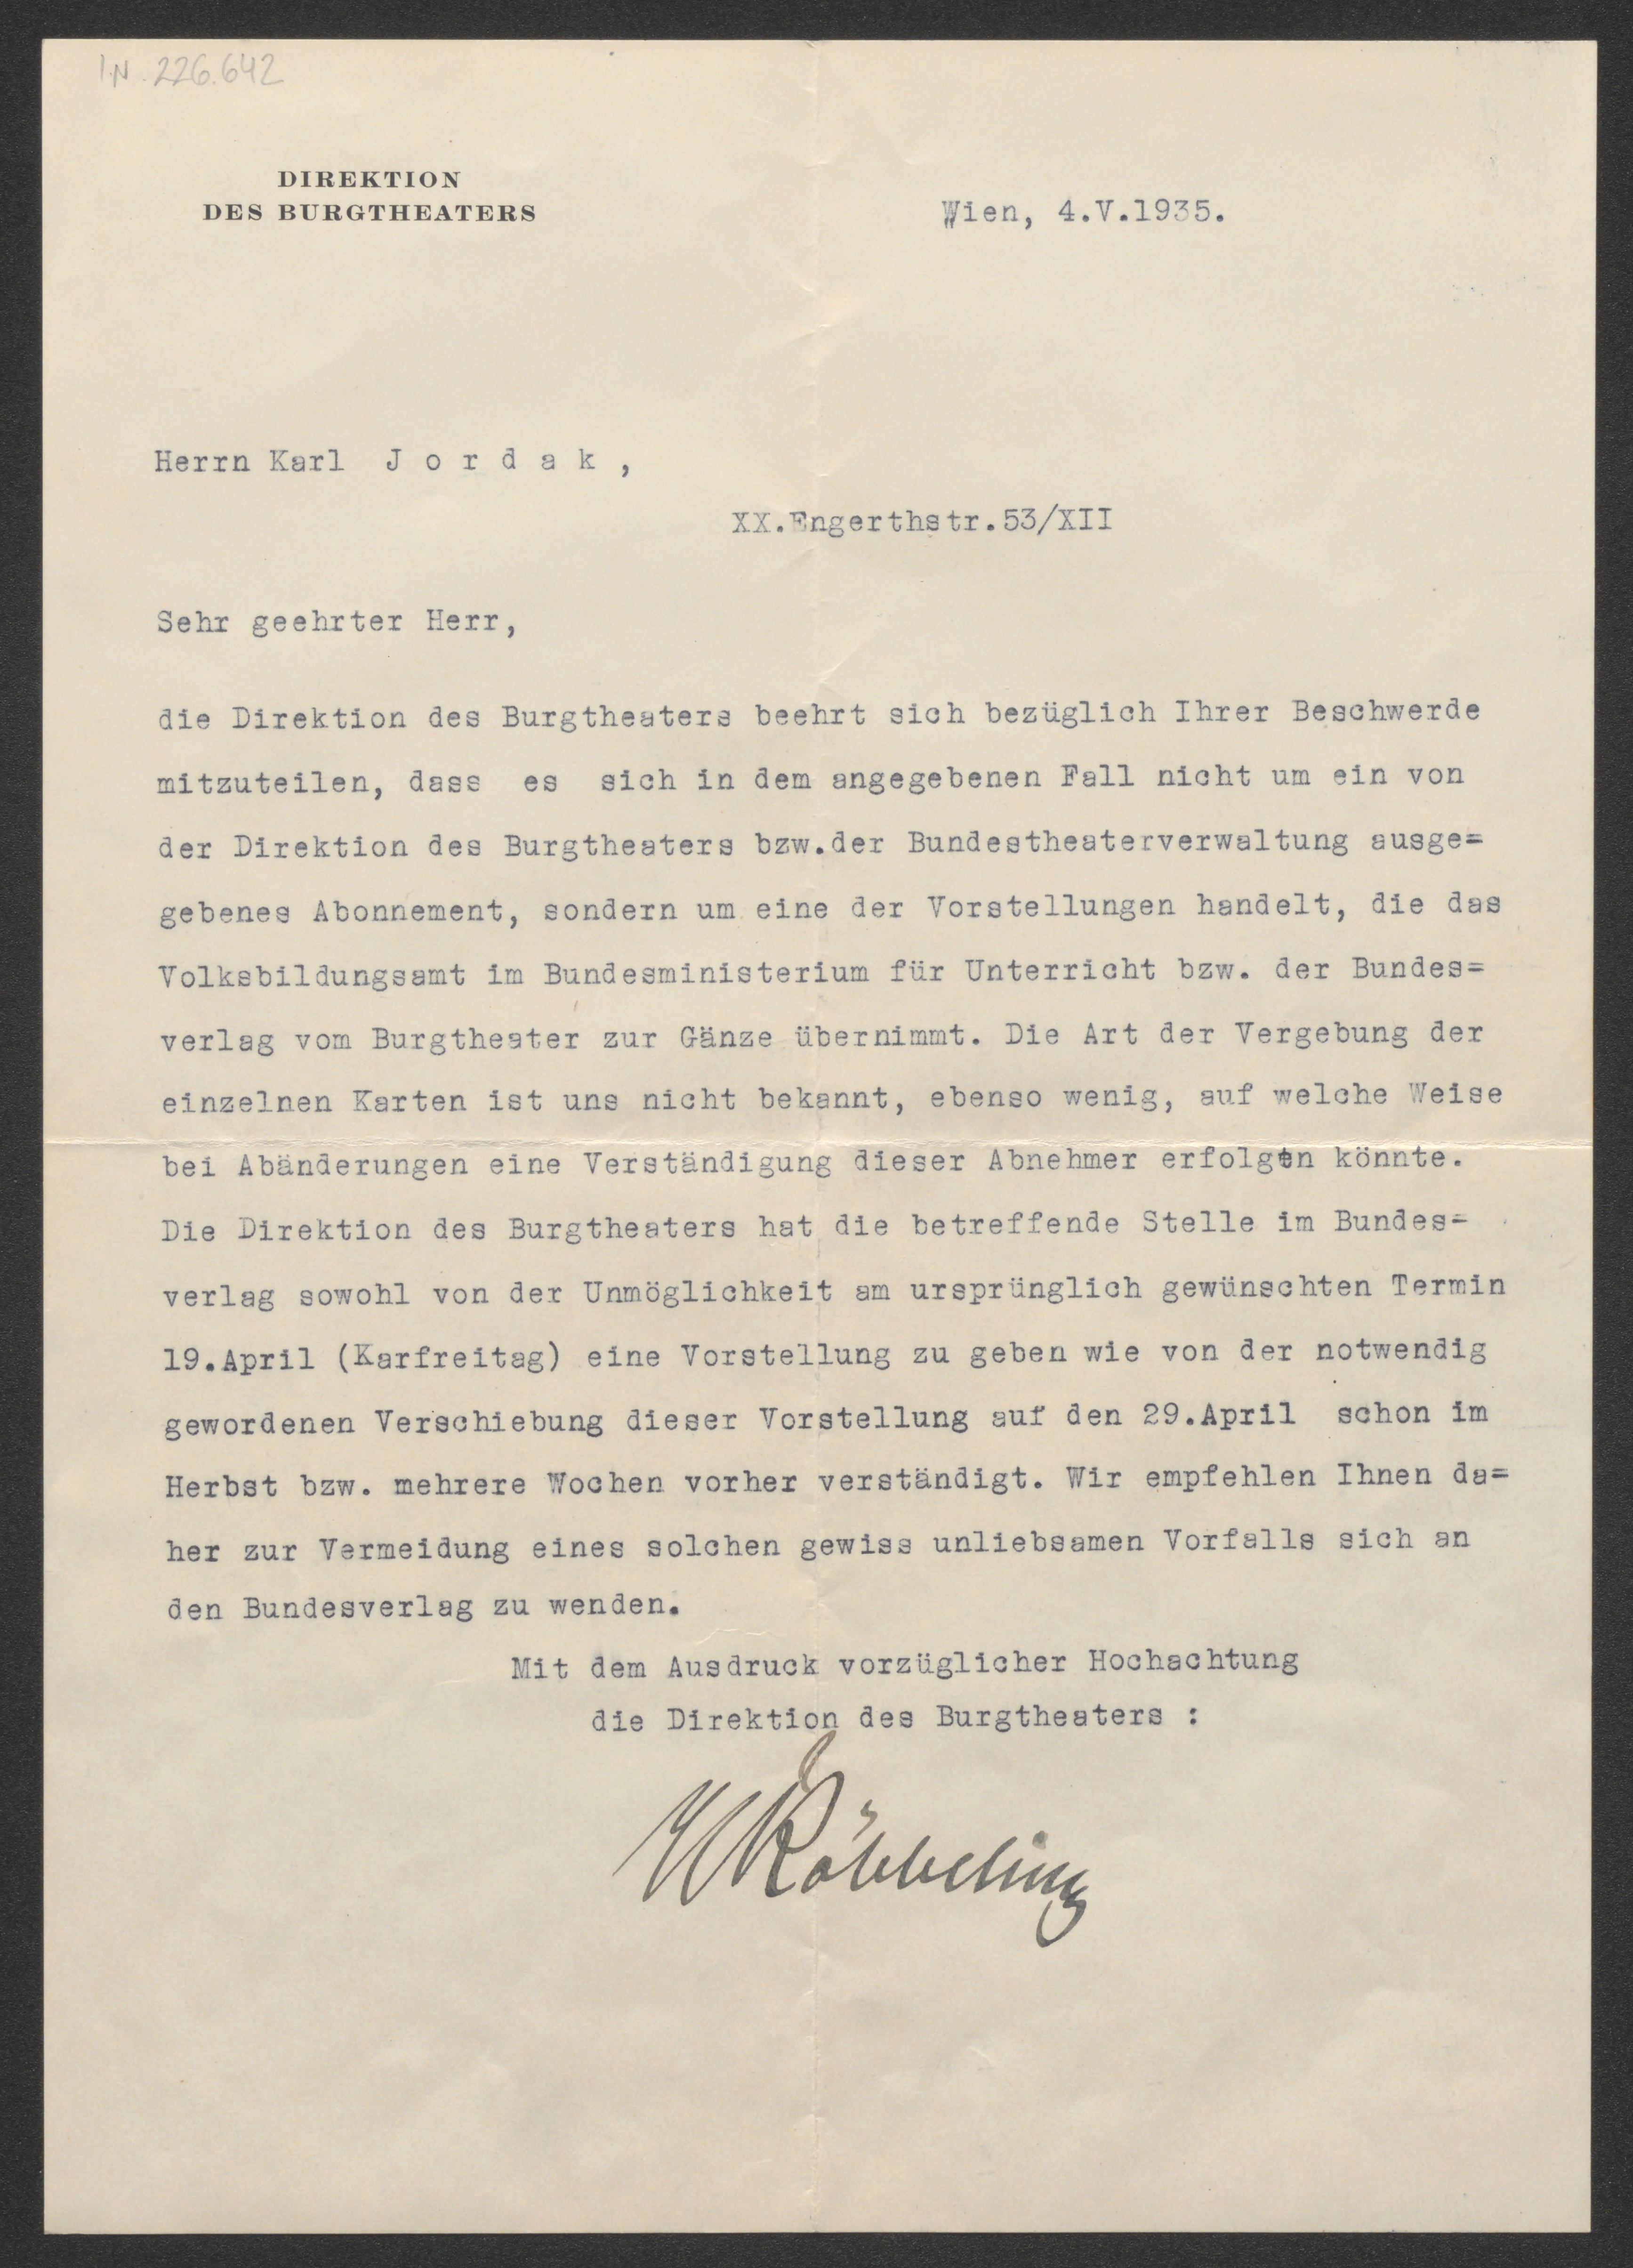 I.N. 226.642
DIREKTION
DES BURGTHEATERS
Wien, 4.V.1935.
Herrn Karl J o r d a k ,
XX.Engerthstr.53/XII
Sehr geehrter Herr,
die Direktion des Burgtheaters beehrt sich bezüglich Ihrer Beschwerde
mitzuteilen, dass es sich in dem angegebenen Fall nicht um ein von
der Direktion des Burgtheaters bzw.der Bundestheaterverwaltung ausge=
gebenes Abonnement, sondern um eine der Vorstellungen handelt, die das
Volksbildungsamt im Bundesministerium für Unterricht bzw. der Bundes=
verlag vom Burgtheater zur Gänze übernimmt. Die Art der Vergebung der
einzelnen Karten ist uns nicht bekannt, ebenso wenig, auf welche Weise
bei Abänderungen eine Verständigung dieser Abnehmer erfolgen könnte.
Die Direktion des Burgtheaters hat die betreffende Stelle im Bundes=
verlag sowohl von der Unmöglichkeit am ursprünglich gewünschten Termin
19.April (Karfreitag) eine Vorstellung zu geben wie von der notwendig
gewordenen Verschiebung dieser Vorstellung auf den 29.April schon im
Herbst bzw. mehrere Wochen vorher verständigt. Wir empfehlen Ihnen da=
her zur Vermeidung eines solchen gewiss unliebsamen Vorfalls sich an
den Bundesverlag zu wenden.
Mit dem Ausdruck vorzüglicher Hochachtung
die Direktion des Burgtheaters :
H Röbbeling